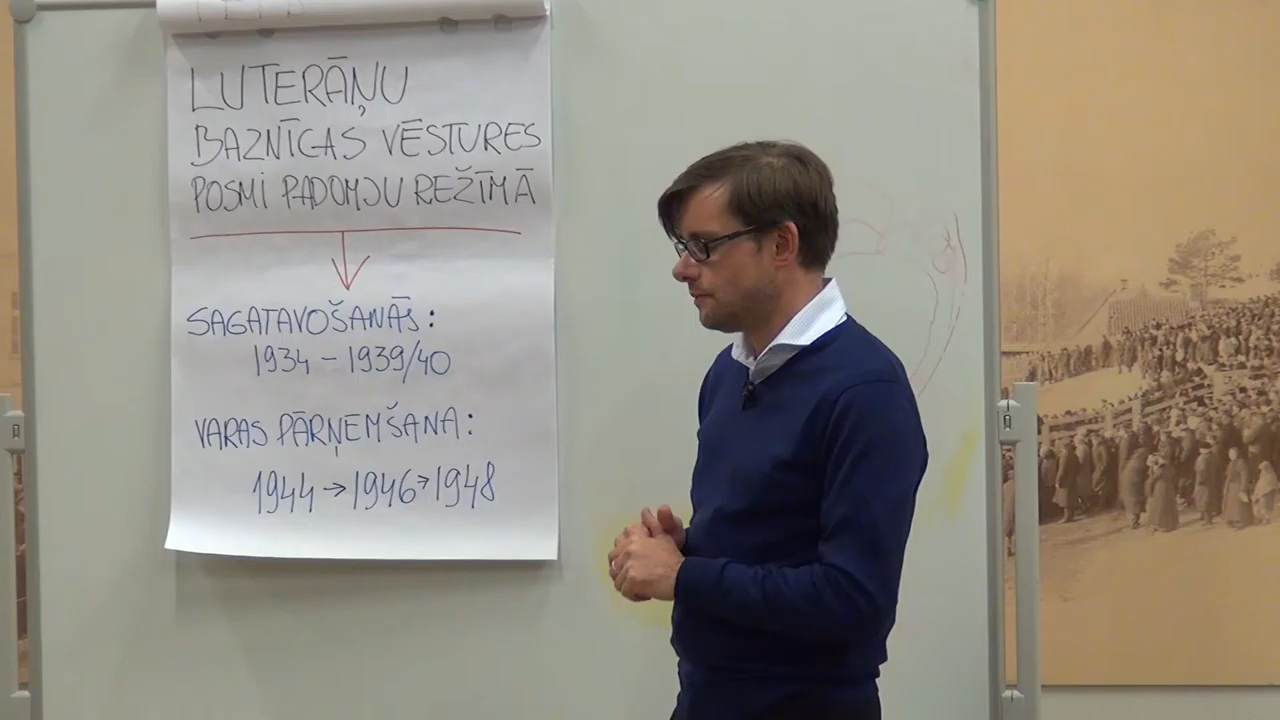 LUTERĀŅU
BAZNĪCAS VĒSTURES
POSMI PADOMJU REŽĪMĀ
SAGATAVOŠANĀS:
1934 - 1939/40
VARAS PĀRŅEMŠANA:
1944 → 1946 → 1948